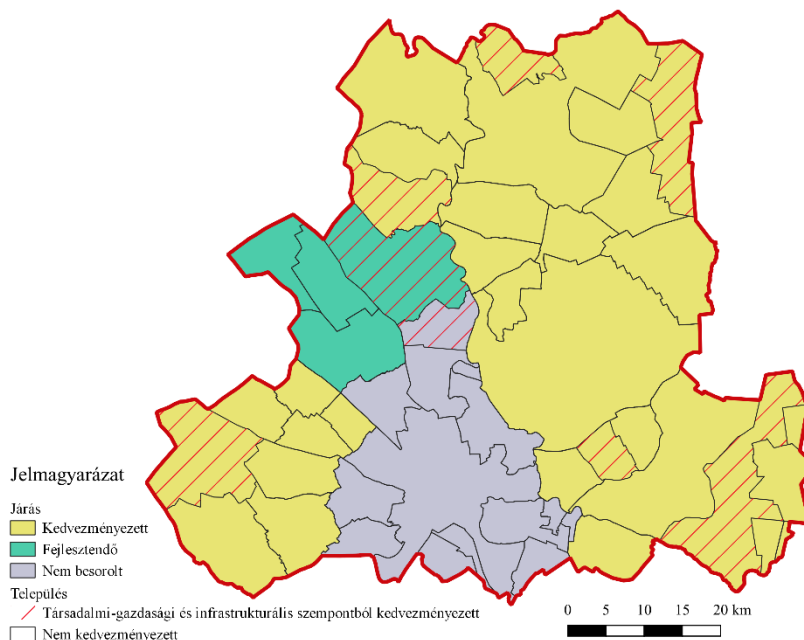 Jelmagyarázat
Járás
Kedvezményezett
Fejlesztendő
Nem besorolt
Település
Társadalmi-gazdasági és infrastrukturális szempontból kedvezményezett
Nem kedvezményezett
0 5 10 15 20 km